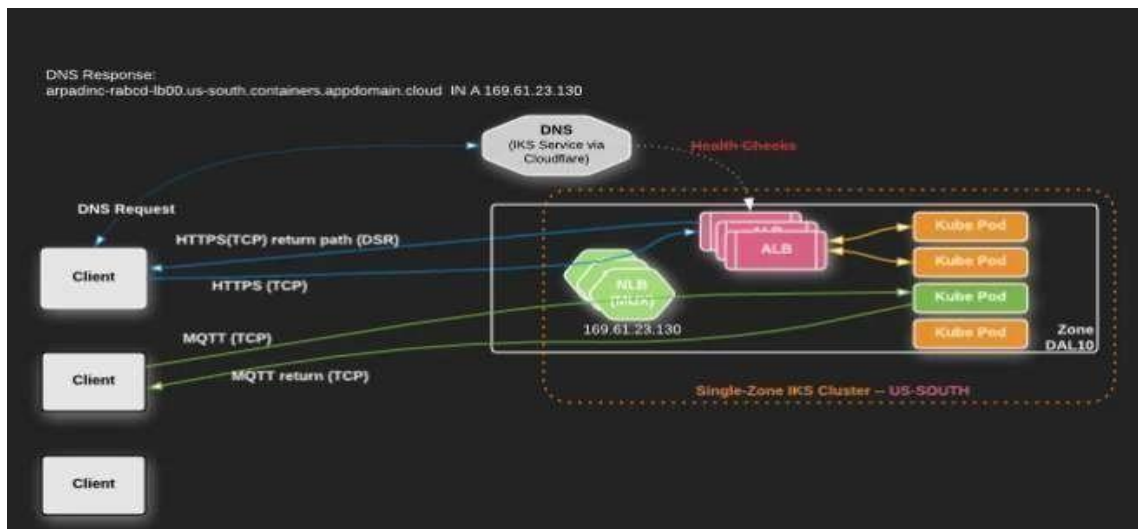 DNS Response:
arpadinc-rabcd-lb00.us-south.containers.appdomain.cloud IN A 169.61.23.130
DNS
(IKS Service via
Cloudflare)
Health Checks
DNS Request
HTTPS(TCP) return path (DSR)
ALB
ALB
Kube Pod
Kube Pod
Client
HTTPS (TCP)
NLB
(MUX)
Kube Pod
169.61.23.130
Kube Pod
Zone
DAL10
MQTT (TCP)
Client
MQTT return (TCP)
Single-Zone IKS Cluster -- US-SOUTH
Client